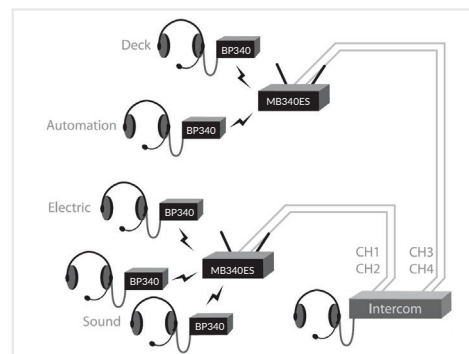 Deck
BP340
MB340ES
Automation
BP340
Electric
BP340
MB340ES
BP340
Sound
BP340
CH1 CH3
CH2 CH4
Intercom